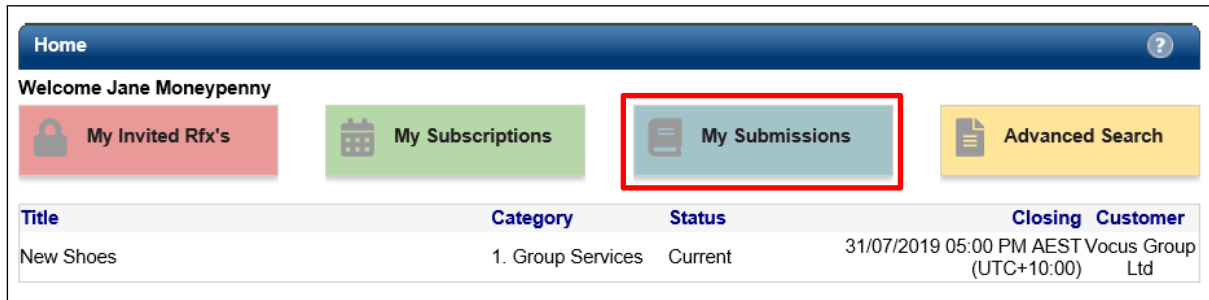 Home ?
Welcome Jane Moneypenny
My Invited Rfx's My Subscriptions My Submissions Advanced Search
Title Category Status Closing Customer
New Shoes 1. Group Services Current 31/07/2019 05:00 PM AEST Vocus Group
(UTC+10:00) Ltd